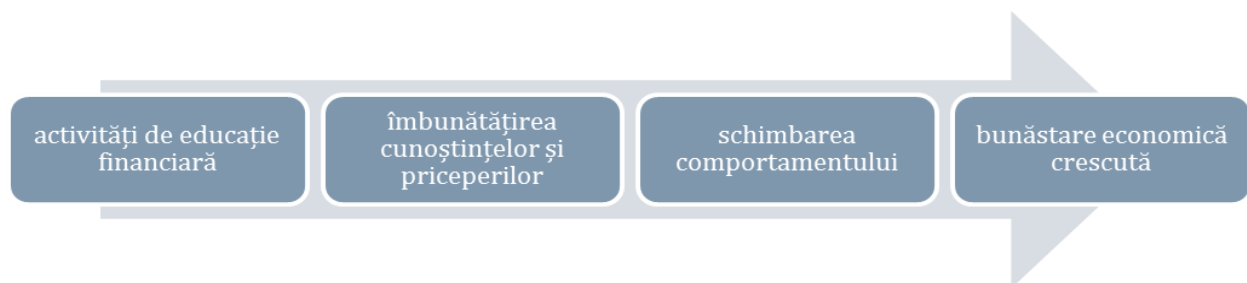 activități de educație
financiară
îmbunătățirea
cunoștințelor și
priceperilor
schimbarea
comportamentului
bunăstare economică
crescută